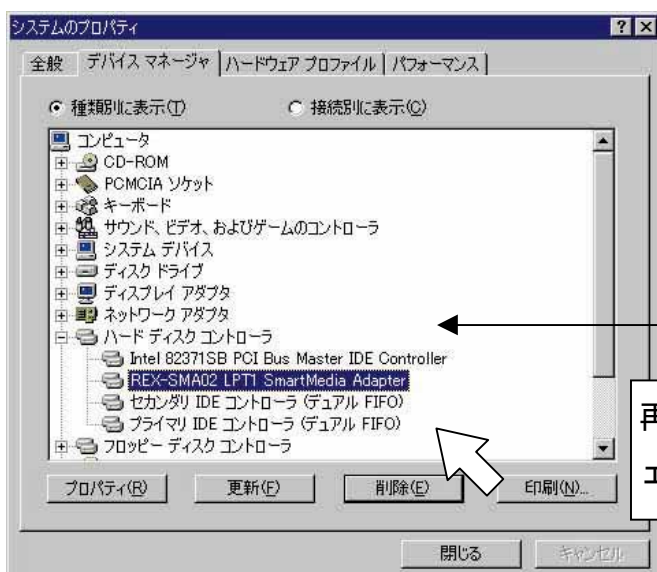 システムのプロパティ
全般 デバイス マネージャ ハードウェア プロファイル パフォーマンス
種類別に表示(T) 接続別に表示(C)
コンピュータ
CD-ROM
PCMCIA ソケット
キーボード
サウンド、ビデオ、およびゲームのコントローラ
システム デバイス
ディスク ドライブ
ディスプレイ アダプタ
ネットワーク アダプタ
ハード ディスク コントローラ
Intel 82371SB PCI Bus Master IDE Controller
REX-SMA02 LPT1 SmartMedia Adapter
セカンダリ IDE コントローラ (デュアル FIFO)
プライマリ IDE コントローラ (デュアル FIFO)
フロッピー ディスク コントローラ
再
エ
プロパティ(R) 更新(F) 削除(E) 印刷(N)...
閉じる キャンセル